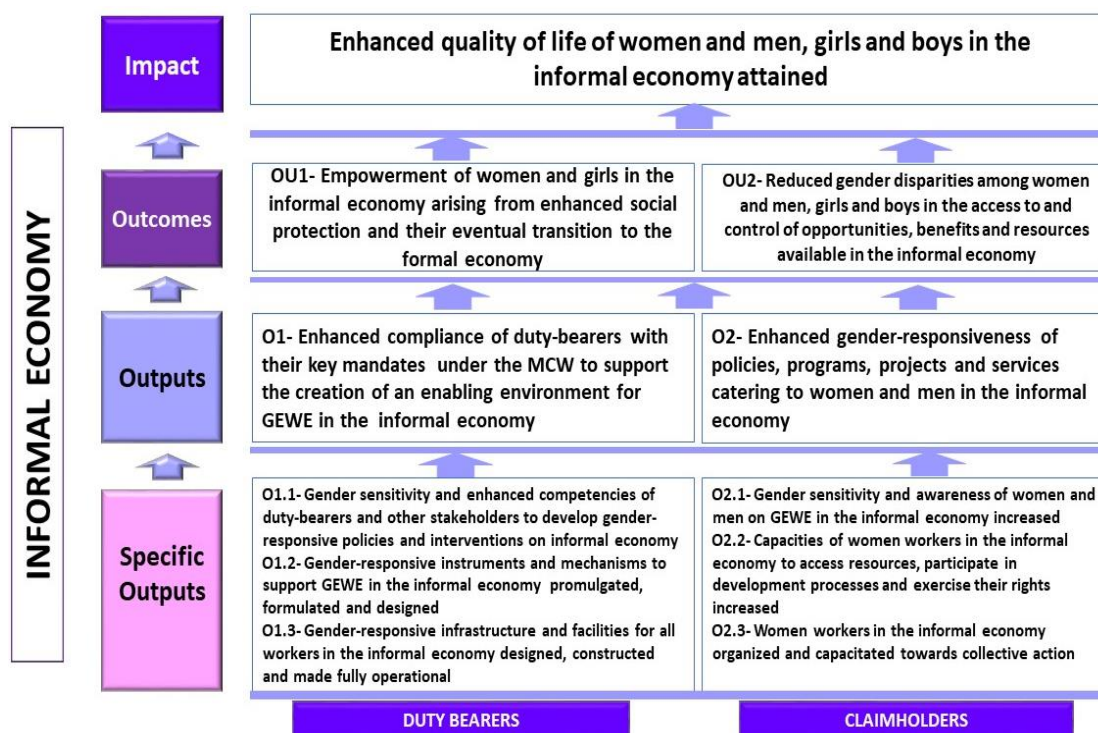 INFORMAL ECONOMY
Impact
Enhanced quality of life of women and men, girls and boys in the
informal economy attained
Outcomes
OU1- Empowerment of women and girls in the
informal economy arising from enhanced social
protection and their eventual transition to the
formal economy
OU2- Reduced gender disparities among women
and men, girls and boys in the access to and
control of opportunities, benefits and resources
available in the informal economy
Outputs
O1- Enhanced compliance of duty-bearers with
their key mandates under the MCW to support
the creation of an enabling environment for
GEWE in the informal economy
O2- Enhanced gender-responsiveness of
policies, programs, projects and services
catering to women and men in the informal
economy
Specific
Outputs
O1.1- Gender sensitivity and enhanced competencies of
duty-bearers and other stakeholders to develop gender-
responsive policies and interventions on informal economy
O1.2- Gender-responsive instruments and mechanisms to
support GEWE in the informal economy promulgated,
formulated and designed
O1.3- Gender-responsive infrastructure and facilities for all
workers in the informal economy designed, constructed
and made fully operational
O2.1- Gender sensitivity and awareness of women and
men on GEWE in the informal economy increased
O2.2- Capacities of women workers in the informal
economy to access resources, participate in
development processes and exercise their rights
increased
O2.3- Women workers in the informal economy
organized and capacitated towards collective action
DUTY BEARERS
CLAIMHOLDERS